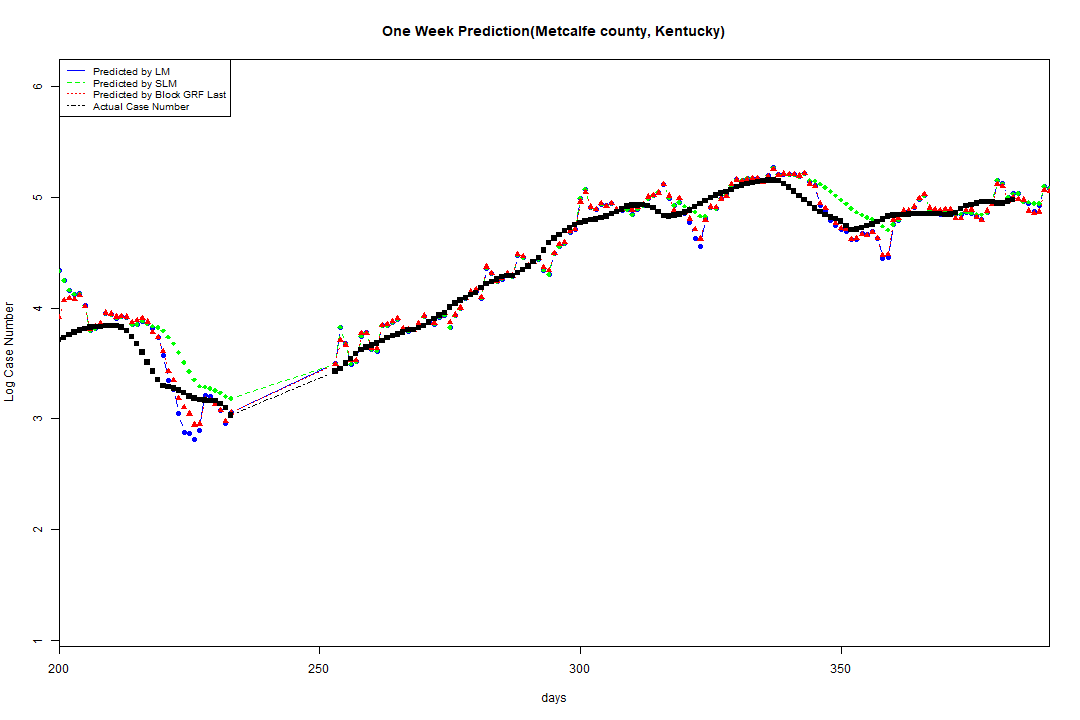 One Week Prediction(Metcalfe county, Kentucky)
Predicted by LM
Predicted by SLM
Predicted by Block GRF Last
Actual Case Number
6
5
4
3
2
1
Log Case Number
200
250
300
350
days